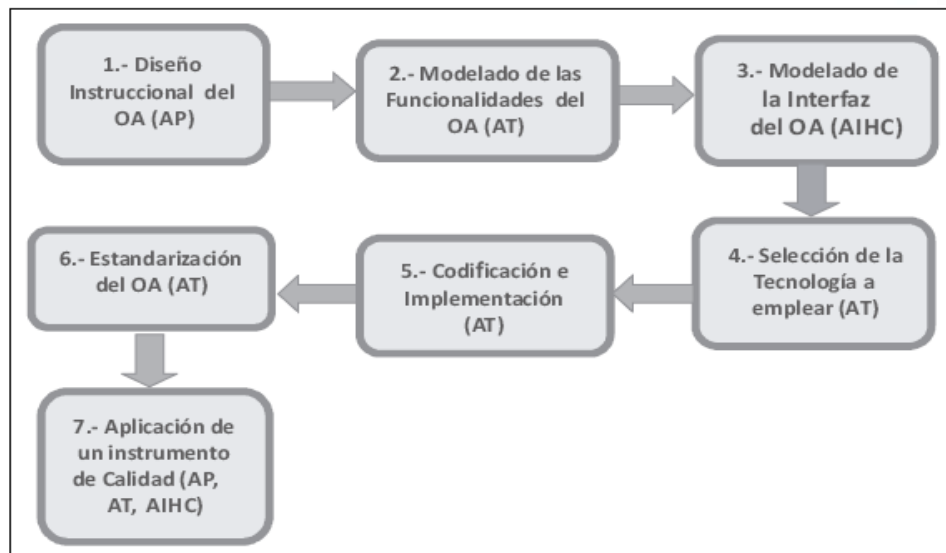 1.- Diseño
Instruccional del
OA (AP)
2.- Modelado de las
Funcionalidades del
OA (AT)
3.- Modelado de
la Interfaz
del OA (AIHC)
4.- Selección de la
Tecnología a
emplear (AT)
5.- Codificación e
Implementación
(AT)
6.- Estandarización
del OA (AT)
7.- Aplicación de
un instrumento
de Calidad (AP,
AT, AIHC)